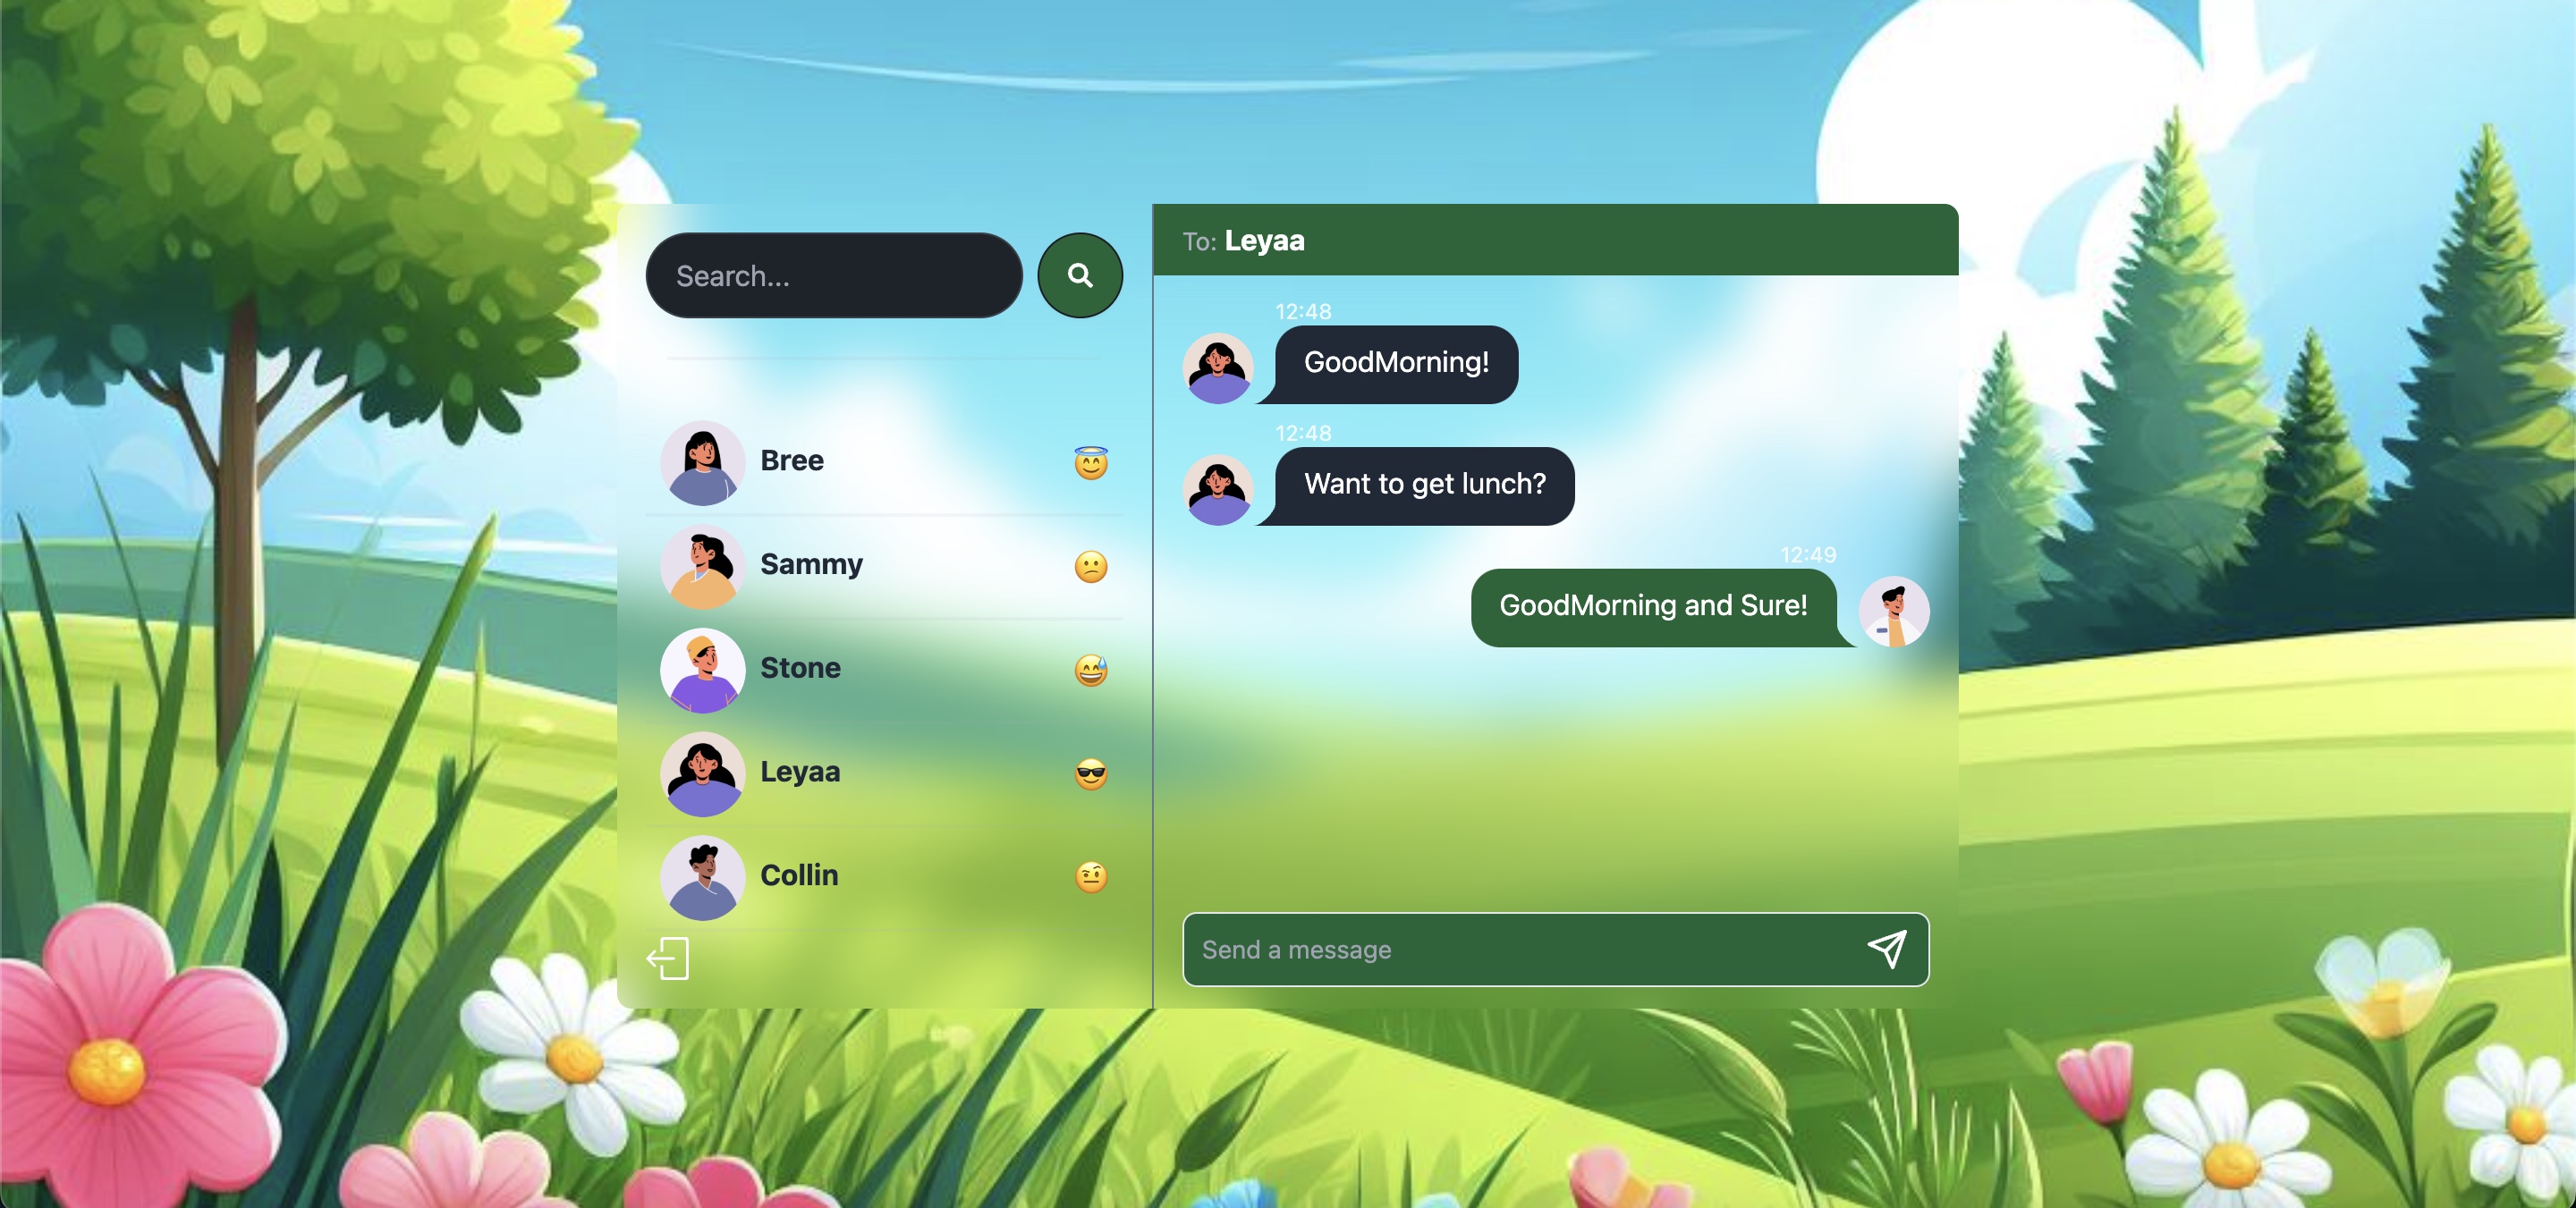 Search...
Bree
Sammy
Stone
Leyaa
Collin
To: Leyaa
12:48
GoodMorning!
12:48
Want to get lunch?
12:49
GoodMorning and Sure!
Send a message